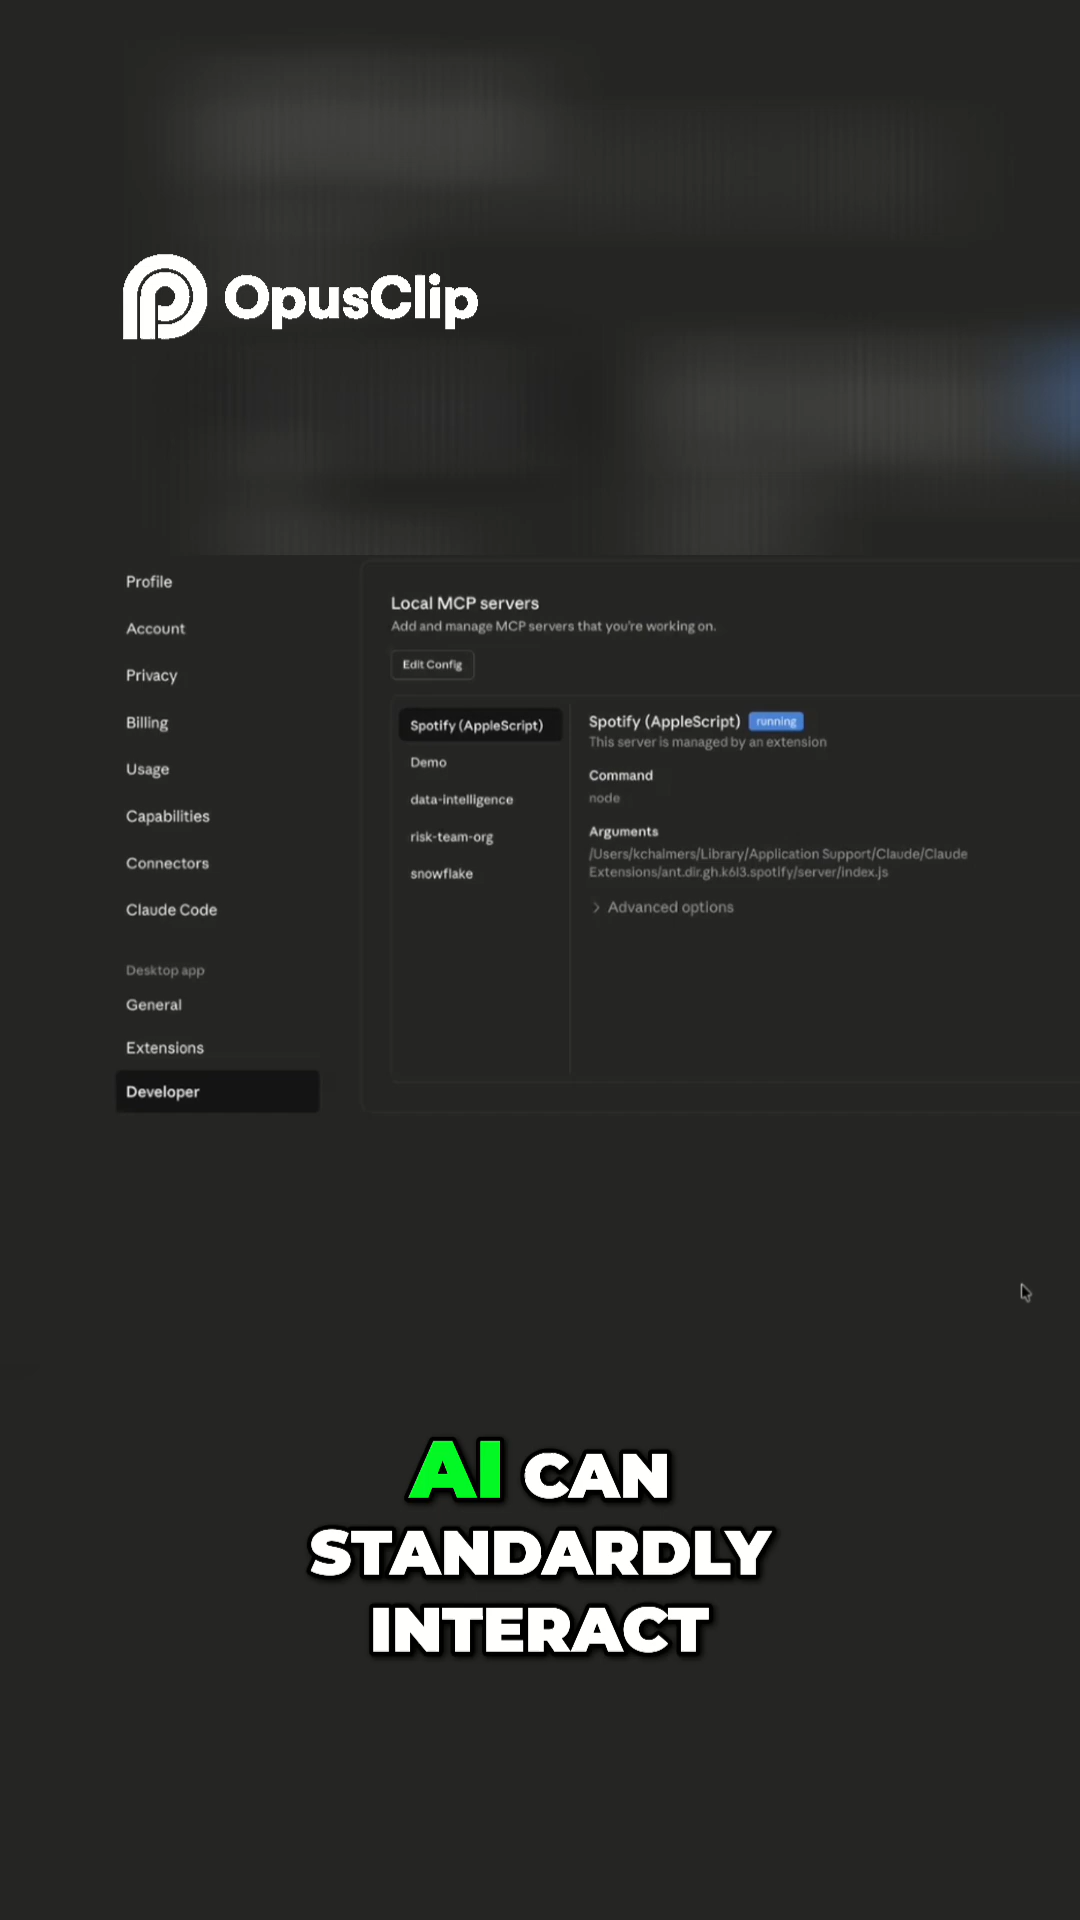 OpusClip
Profile
Account
Privacy
Billing
Usage
Capabilities
Connectors
Claude Code
Desktop app
General
Extensions
Developer
Local MCP servers
Add and manage MCP servers that you're working on.
Edit Config
Spotify (AppleScript)
Demo
data-intelligence
risk-team-org
snowflake
Spotify (AppleScript) running
This server is managed by an extension
Command
node
Arguments
/Users/kchalmers/Library/Application Support/Claude/Claude
Extensions/ant.dir.gh.k6l3.spotify/server/index.js
Advanced options
AI CAN
STANDARDLY
INTERACT